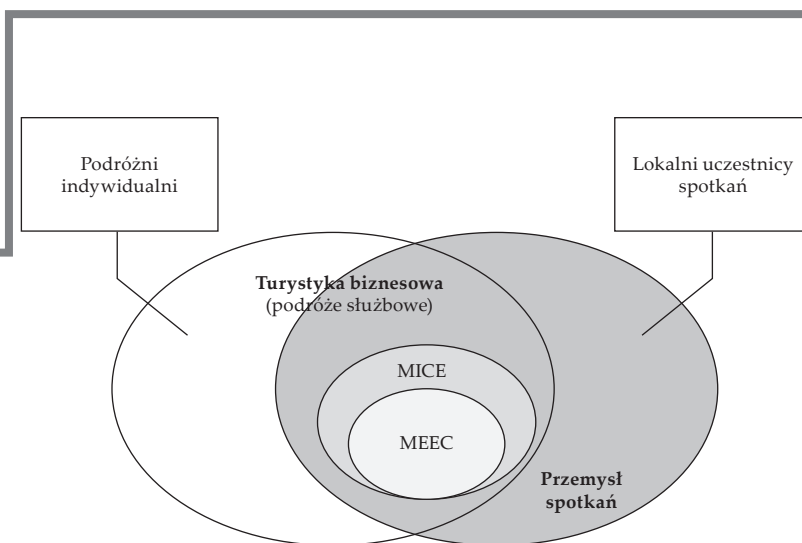 Podróżni
indywidualni
Lokalni uczestnicy
spotkań
Turystyka biznesowa
(podróże służbowe)
MICE
MEEC
Przemysł
spotkań